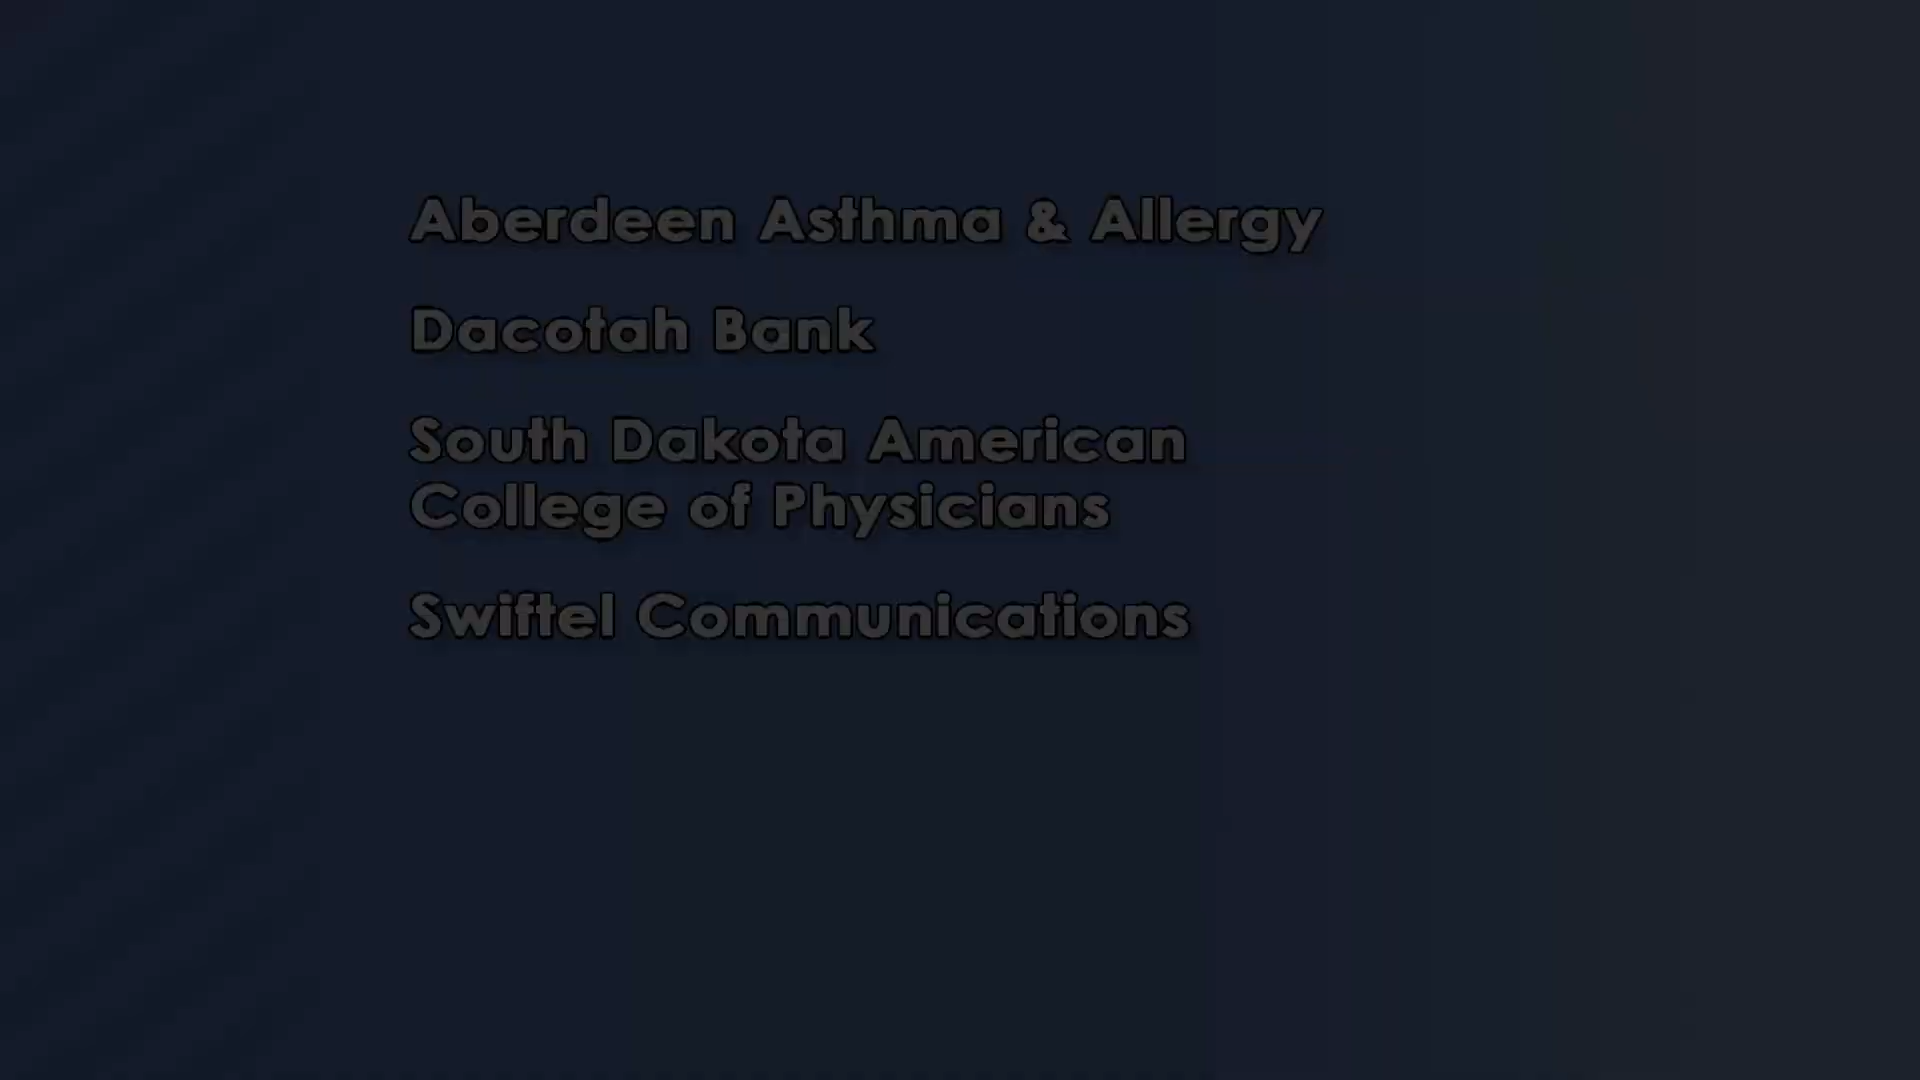 Aberdeen Asthma & Allergy
Dacotah Bank
South Dakota American
College of Physicians
Swiftel Communications